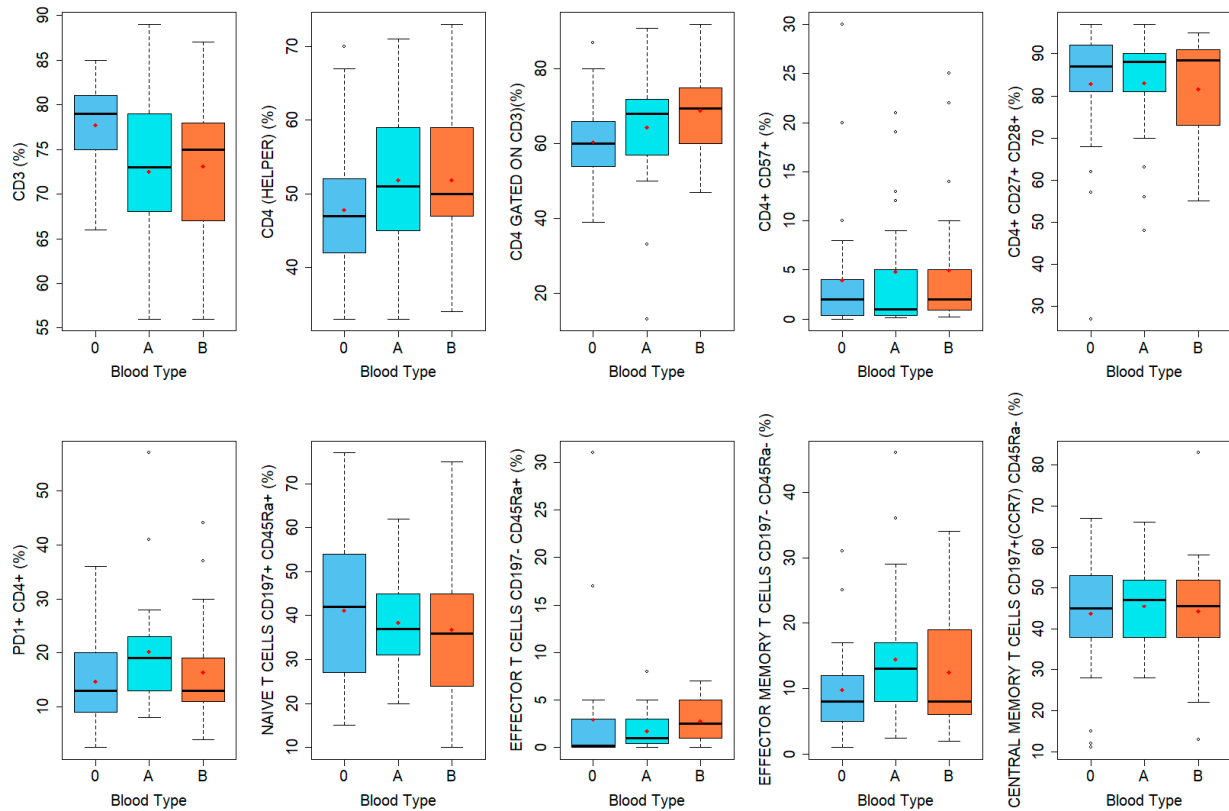 CD3 (%)
90
85
80
75
70
65
60
55
0 A B
Blood Type
CD4 (HELPER) (%)
70
60
50
40
0 A B
Blood Type
CD4 GATED ON CD3)(%)
80
60
40
20
0 A B
Blood Type
CD4+ CD57+ (%)
30
25
20
15
10
5
0
0 A B
Blood Type
CD4+ CD27+ CD28+ (%)
90
80
70
60
50
40
30
0 A B
Blood Type
PD1+ CD4+ (%)
50
40
30
20
10
0 A B
Blood Type
NAIVE T CELLS CD197+ CD45Ra+ (%)
70
60
50
40
30
20
10
0 A B
Blood Type
EFFECTOR T CELLS CD197- CD45Ra+ (%)
30
25
20
15
10
5
0
0 A B
Blood Type
EFFECTOR MEMORY T CELLS CD197- CD45Ra- (%)
40
30
20
10
0
0 A B
Blood Type
CENTRAL MEMORY T CELLS CD197+(CCR7) CD45Ra- (%)
80
70
60
50
40
30
20
10
0 A B
Blood Type